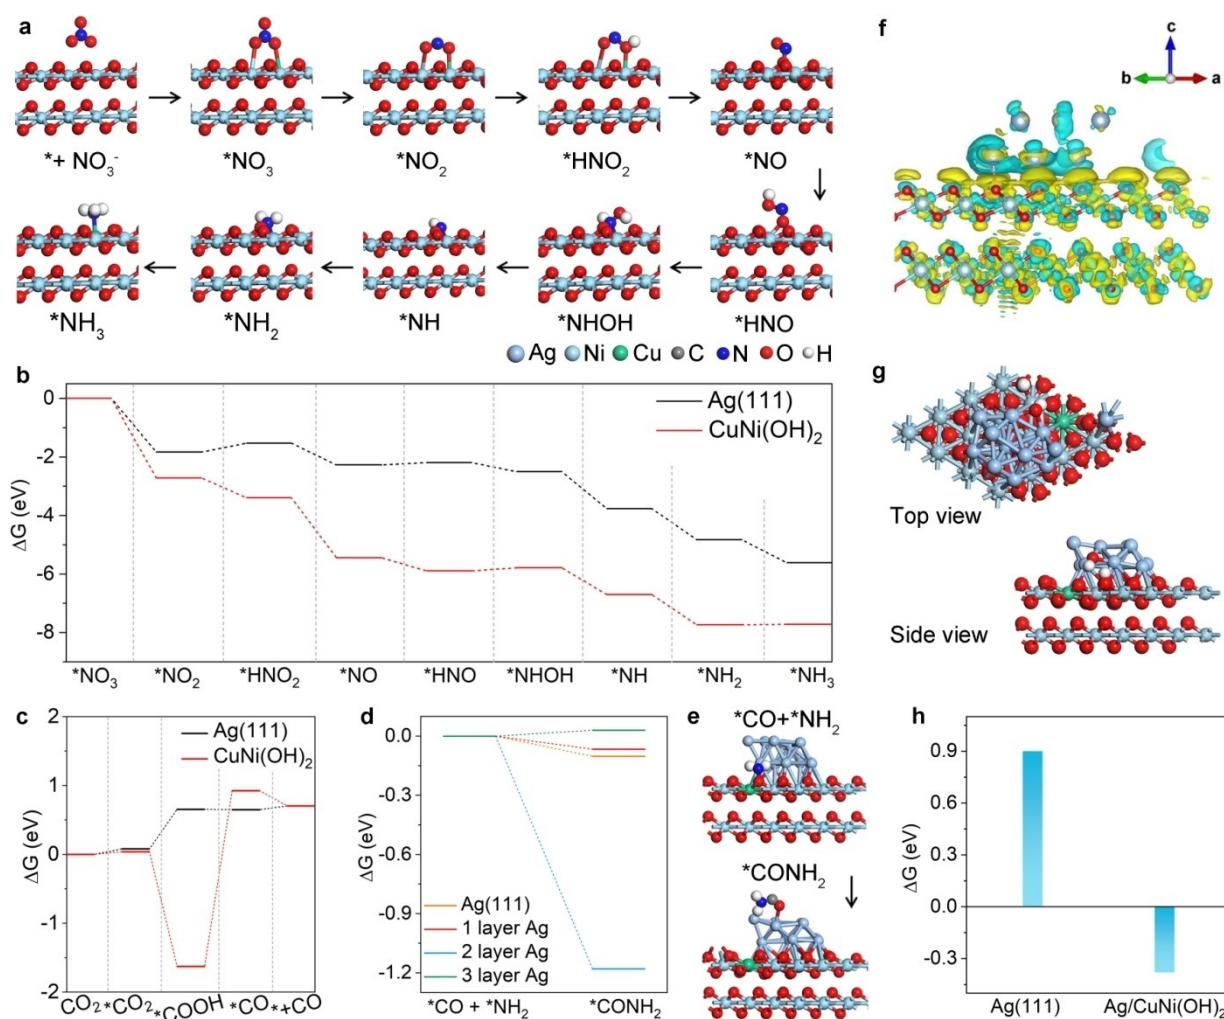 a
*+ NO₃⁻
*NO₃
*NO₂
*HNO₂
*NO
*NH₃
*NH₂
*NH
*NHOH
*HNO
Ag Ni Cu C N O H
b
Ag(111)
CuNi(OH)₂
0
-2
-4
-6
-8
ΔG (eV)
*NO₃ *NO₂ *HNO₂ *NO *HNO *NHOH *NH *NH₂ *NH₃
c
Ag(111)
CuNi(OH)₂
2
1
0
-1
-2
ΔG (eV)
CO₂ *CO₂ *COOH *CO *+CO
d
0.0
-0.3
-0.6
-0.9
-1.2
ΔG (eV)
Ag(111)
1 layer Ag
2 layer Ag
3 layer Ag
*CO + *NH₂ *CONH₂
e
*CO+*NH₂
*CONH₂
f
c
b a
g
Top view
Side view
h
0.9
0.6
0.3
0.0
-0.3
ΔG (eV)
Ag(111) Ag/CuNi(OH)₂